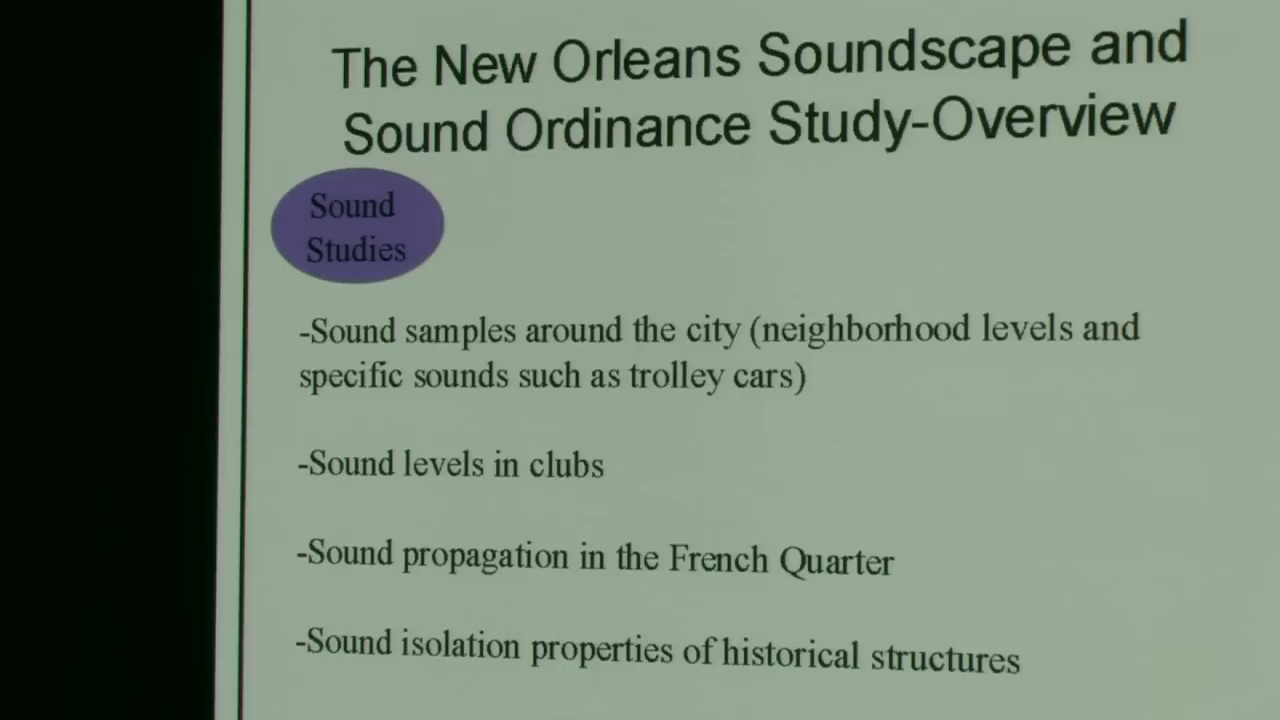 The New Orleans Soundscape and
Sound Ordinance Study-Overview
Sound
Studies
-Sound samples around the city (neighborhood levels and
specific sounds such as trolley cars)
-Sound levels in clubs
-Sound propagation in the French Quarter
-Sound isolation properties of historical structures